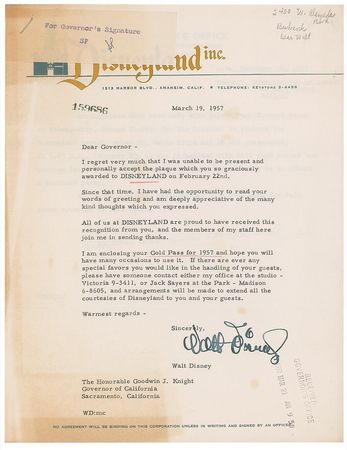 For Governor's Signature
SP
Disneyland inc.
1313 HARBOR BLVD., ANAHEIM, CALIF. • TELEPHONE: KEYSTONE 5-4456
159686
March 19, 1957
Dear Governor -
I regret very much that I was unable to be present and
personally accept the plaque which you so graciously
awarded to DISNEYLAND on February 22nd.
Since that time, I have had the opportunity to read your
words of greeting and am deeply appreciative of the many
kind thoughts which you expressed.
All of us at DISNEYLAND are proud to have received this
recognition from you, and the members of my staff here
join me in sending thanks.
I am enclosing your Gold Pass for 1957 and hope you will
have many occasions to use it. If there are ever any
special favors you would like in the handling of your guests,
please have someone contact either my office at the studio -
Victoria 9-3411, or Jack Sayers at the Park - Madison
6-8605, and arrangements will be made to extend all the
courtesies of Disneyland to you and your guests.
Warmest regards -
Sincerely,
Walt Disney
Walt Disney
The Honorable Goodwin J. Knight
Governor of California
Sacramento, California
WD:mc
GOVERNOR'S OFFICE
NO AGREEMENT WILL BE BINDING ON THIS CORPORATION UNLESS IN WRITING AND SIGNED BY AN OFFICER